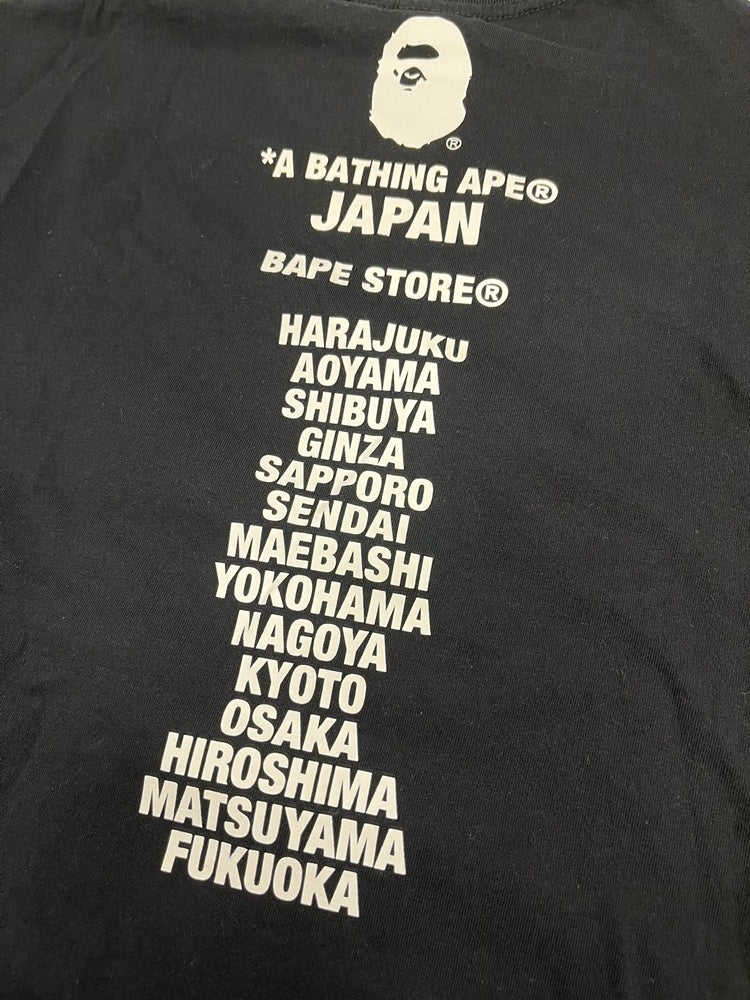 ®
*A BATHING APE®
JAPAN
BAPE STORE®
HARAJUKU
AOYAMA
SHIBUYA
GINZA
SAPPORO
SENDAI
MAEBASHI
YOKOHAMA
NAGOYA
KYOTO
OSAKA
HIROSHIMA
MATSUYAMA
FUKUOKA